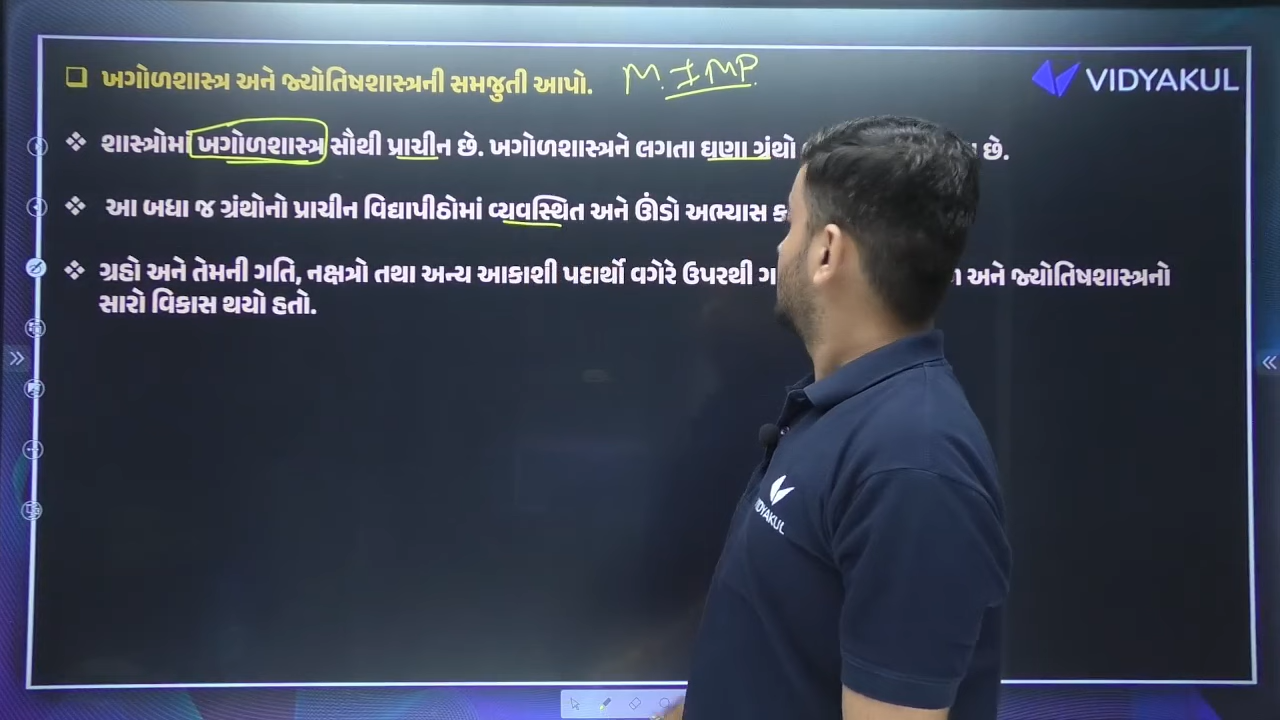 ખગોળશાસ્ત્ર અને જ્યોતિષશાસ્ત્રની સમજુતી આપો. M. IMP.
VIDYAKUL
શાસ્ત્રોમાં ખગોળશાસ્ત્ર સૌથી પ્રાચીન છે. ખગોળશાસ્ત્રને લગતા ઘણા ગ્રંથો છે.
આ બધા જ ગ્રંથોનો પ્રાચીન વિદ્યાપીઠોમાં વ્યવસ્થિત અને ઊંડો અભ્યાસ
ગ્રહો અને તેમની ગતિ, નક્ષત્રો તથા અન્ય આકાશી પદાર્થો વગેરે ઉપરથી અને જ્યોતિષશાસ્ત્રનો
સારો વિકાસ થયો હતો.
VIDYAKUL